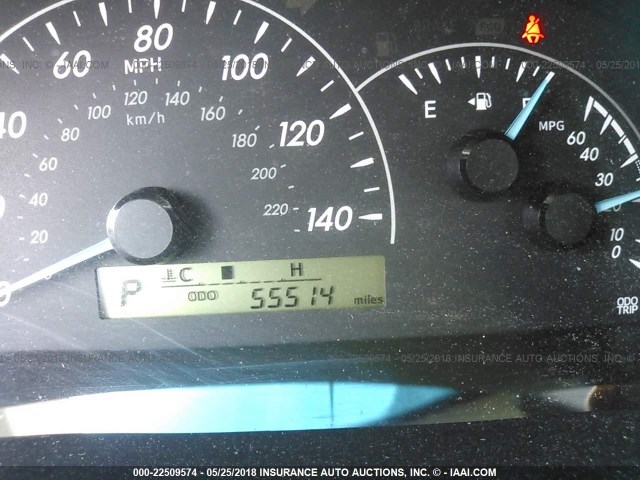 80
60
MPH
100
40
80
100
120
140
160
km/h
60
180
120
40
200
20
220
140
0
E
F
MPG
60
40
30
20
10
0
ODO
TRIP
C H
P
ODO 55514 miles
000-22509574 - 05/25/2018 INSURANCE AUTO AUCTIONS, INC. - IAAI.COM